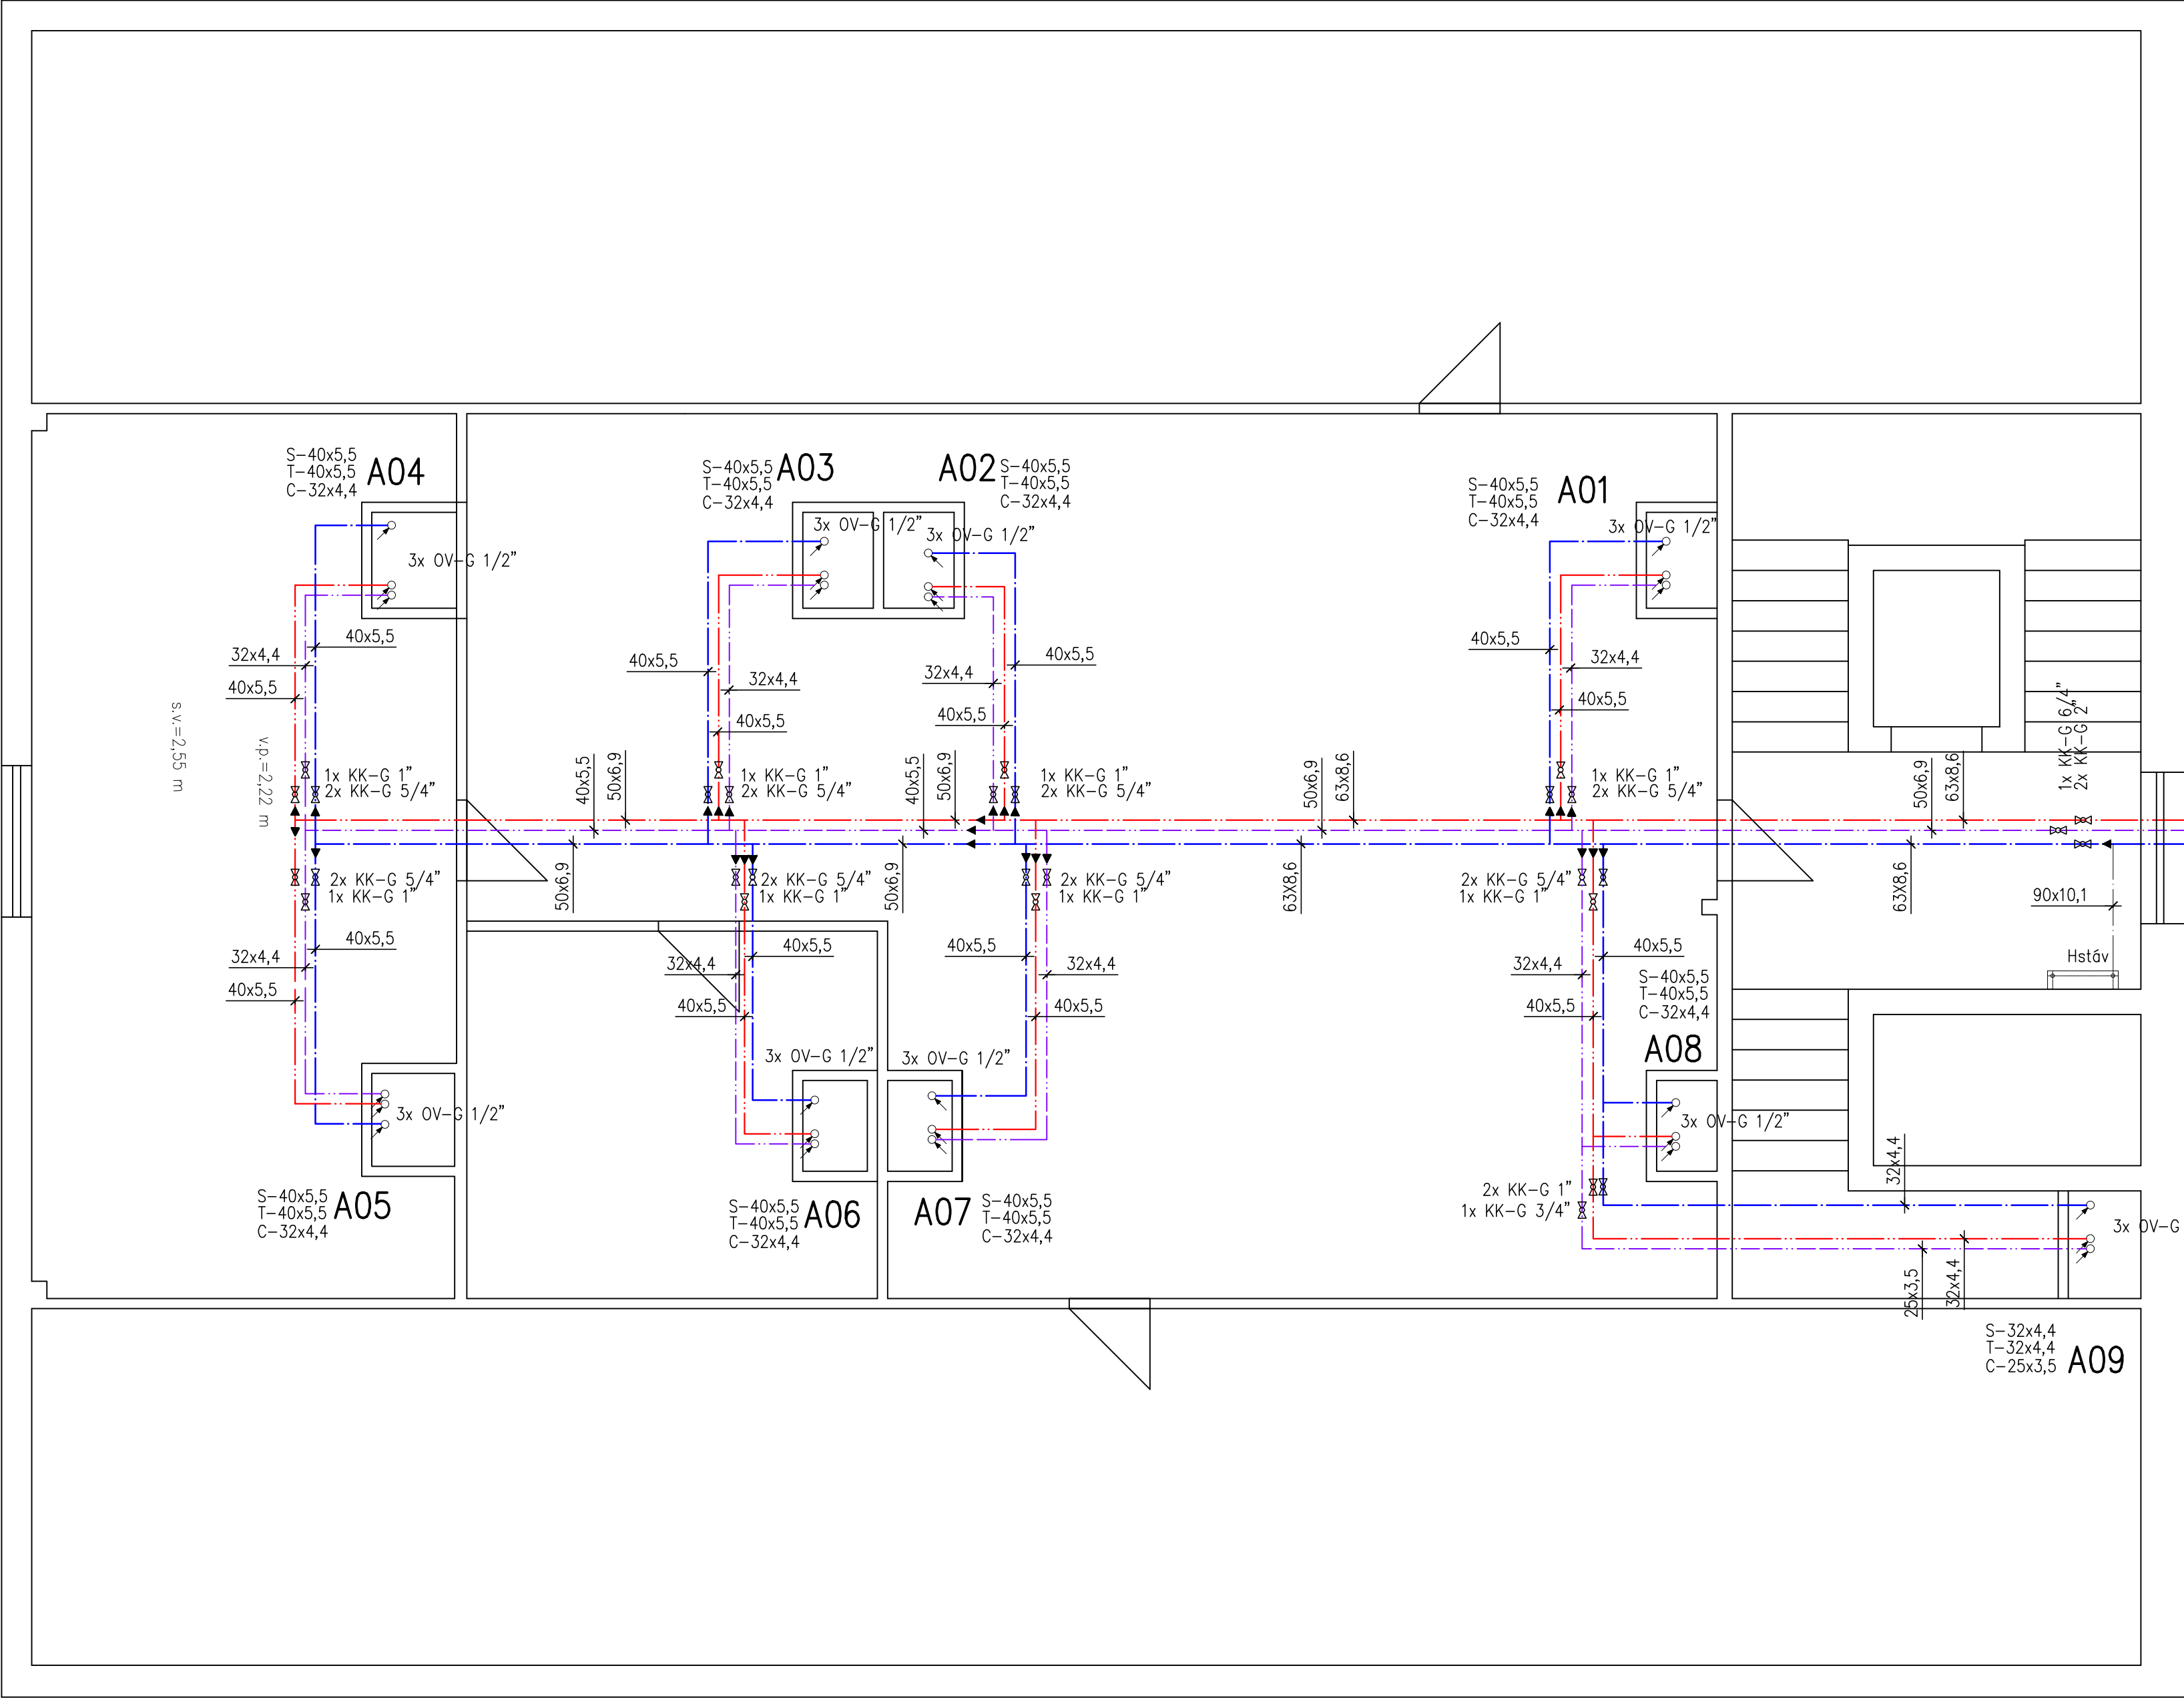 S-40x5,5
T-40x5,5
C-32x4,4
A04
3x OV-G 1/2"
S-40x5,5
T-40x5,5
C-32x4,4
A03
3x OV-G 1/2"
A02
S-40x5,5
T-40x5,5
C-32x4,4
3x OV-G 1/2"
S-40x5,5
T-40x5,5
C-32x4,4
A01
3x OV-G 1/2"
40x5,5
32x4,4
40x5,5
40x5,5
32x4,4
40x5,5
40x5,5
32x4,4
40x5,5
40x5,5
32x4,4
40x5,5
s.v.=2,55 m
v.p.=2,22 m
1x KK-G 1"
2x KK-G 5/4"
40x5,5
50x6,9
1x KK-G 1"
2x KK-G 5/4"
40x5,5
50x6,9
1x KK-G 1"
2x KK-G 5/4"
50x6,9
63x8,6
1x KK-G 1"
2x KK-G 5/4"
50x6,9
63x8,6
1x KK-G 6/4"
2x KK-G 2"
2x KK-G 5/4"
1x KK-G 1"
50x6,9
2x KK-G 5/4"
1x KK-G 1"
50x6,9
2x KK-G 5/4"
1x KK-G 1"
63X8,6
2x KK-G 5/4"
1x KK-G 1"
63X8,6
90x10,1
Hstáv
40x5,5
32x4,4
40x5,5
40x5,5
32x4,4
40x5,5
40x5,5
32x4,4
40x5,5
40x5,5
32x4,4
40x5,5
S-40x5,5
T-40x5,5
C-32x4,4
A08
3x OV-G 1/2"
3x OV-G 1/2"
3x OV-G 1/2"
3x OV-G 1/2"
S-40x5,5
T-40x5,5
C-32x4,4
A05
S-40x5,5
T-40x5,5
C-32x4,4
A06
A07
S-40x5,5
T-40x5,5
C-32x4,4
2x KK-G 1"
1x KK-G 3/4"
32x4,4
3x OV-G
25x3,5
32x4,4
S-32x4,4
T-32x4,4
C-25x3,5
A09